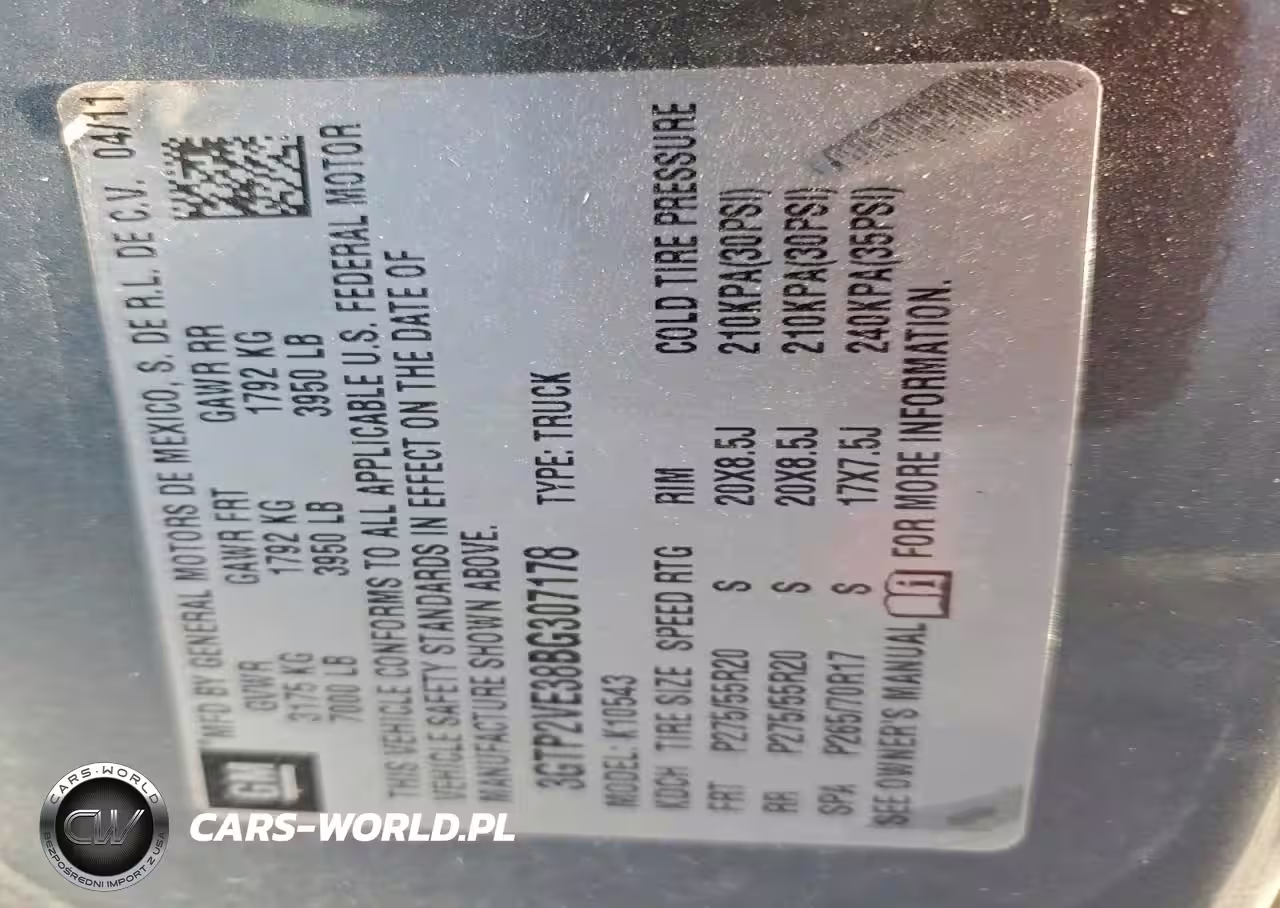 GM
MFD BY GENERAL MOTORS DE MEXICO, S. DE R.L. DE C.V. 04/11
GVWR GAWR FRT GAWR RR
3175 KG 1792 KG 1792 KG
7000 LB 3950 LB 3950 LB
THIS VEHICLE CONFORMS TO ALL APPLICABLE U.S. FEDERAL MOTOR
VEHICLE SAFETY STANDARDS IN EFFECT ON THE DATE OF
MANUFACTURE SHOWN ABOVE.
3GTP2VE38BG307178 TYPE: TRUCK
MODEL: K10543
KDCH TIRE SIZE SPEED RTG RIM COLD TIRE PRESSURE
FRT P275/55R20 S 20X8.5J 210KPA(30PSI)
RR P275/55R20 S 20X8.5J 210KPA(30PSI)
SPA P265/70R17 S 17X7.5J 240KPA(35PSI)
SEE OWNER'S MANUAL i FOR MORE INFORMATION.
CARS-WORLD
CW
BEZPOŚREDNI IMPORT Z USA
CARS-WORLD.PL